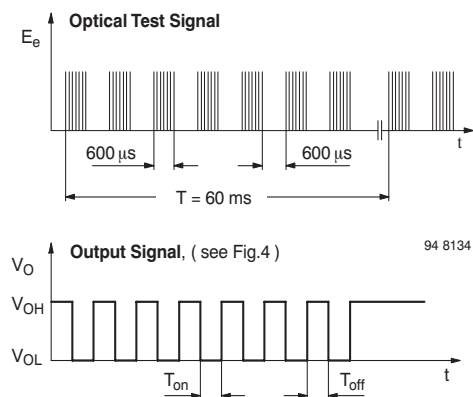 Optical Test Signal
Ee
600 µs
600 µs
t
T = 60 ms
Output Signal, ( see Fig.4 )
94 8134
VO
VOH
VOL
t
Ton
Toff